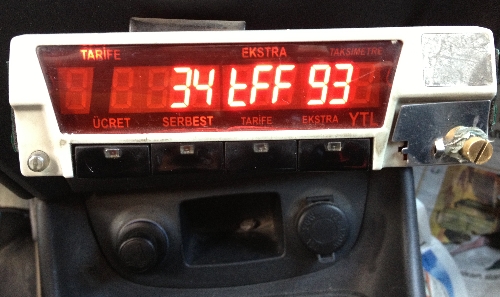 TARİFE EKSTRA TAKSİMETRE
34 tFF 93
ÜCRET SERBEST TARİFE EKSTRA YTL